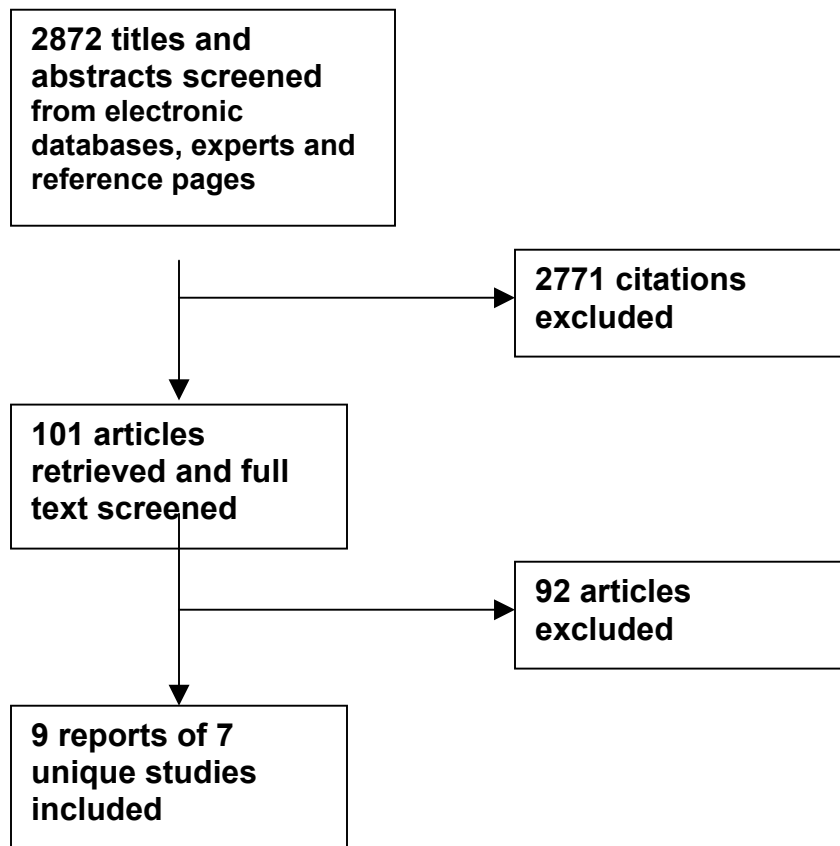 2872 titles and
abstracts screened
from electronic
databases, experts and
reference pages
2771 citations
excluded
101 articles
retrieved and full
text screened
92 articles
excluded
9 reports of 7
unique studies
included